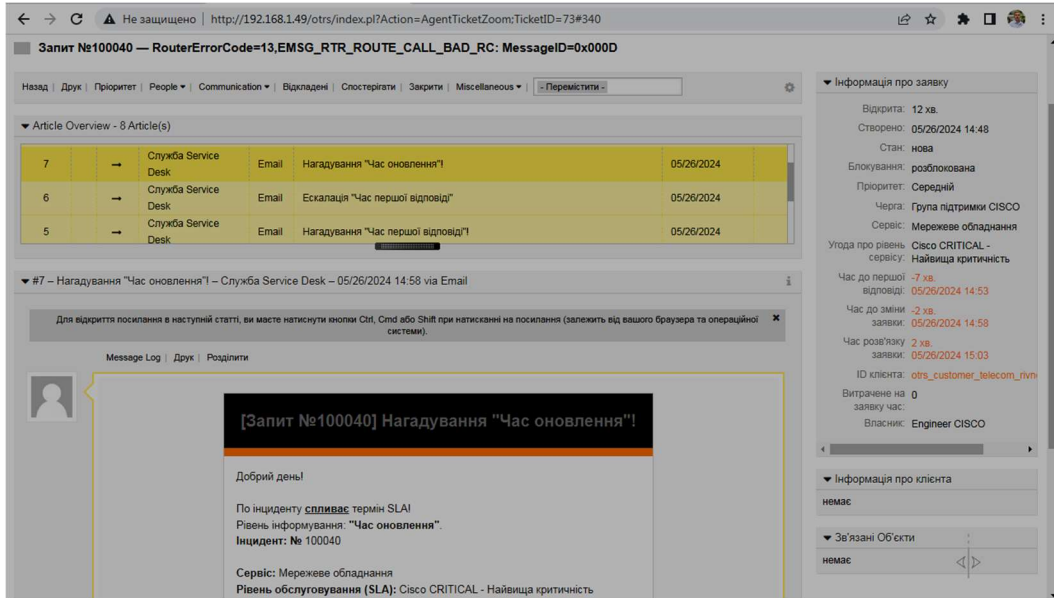 Не защищено | http://192.168.1.49/otrs/index.pl?Action=AgentTicketZoom;TicketID=73#340
Запит №100040 — RouterErrorCode=13,EMSG_RTR_ROUTE_CALL_BAD_RC: MessageID=0x000D
Назад | Друк | Пріоритет | People | Communication | Відкладені | Спостерігати | Закрити | Miscellaneous | - Перемістити -
Article Overview - 8 Article(s)
7 → Служба Service Desk Email Нагадування "Час оновлення"! 05/26/2024
6 → Служба Service Desk Email Ескалація "Час першої відповіді" 05/26/2024
5 → Служба Service Desk Email Нагадування "Час першої відповіді"! 05/26/2024
#7 – Нагадування "Час оновлення"! – Служба Service Desk – 05/26/2024 14:58 via Email
Для відкриття посилання в наступній статті, ви маєте натиснути кнопки Ctrl, Cmd або Shift при натисканні на посилання (залежить від вашого браузера та операційної
системи).
Message Log | Друк | Розділити
[Запит №100040] Нагадування "Час оновлення"!
Добрий день!
По інциденту спливає термін SLA!
Рівень інформування: "Час оновлення".
Інцидент: № 100040
Сервіс: Мережеве обладнання
Рівень обслуговування (SLA): Cisco CRITICAL - Найвища критичність
Інформація про заявку
Відкрита: 12 хв.
Створено: 05/26/2024 14:48
Стан: нова
Блокування: розблокована
Пріоритет: Середній
Черга: Група підтримки CISCO
Сервіс: Мережеве обладнання
Угода про рівень сервісу: Cisco CRITICAL - Найвища критичність
Час до першої відповіді: -7 хв. 05/26/2024 14:53
Час до зміни заявки: -2 хв. 05/26/2024 14:58
Час розв'язку заявки: 2 хв. 05/26/2024 15:03
ID клієнта: otrs_customer_telecom_rivn
Витрачене на заявку час: 0
Власник: Engineer CISCO
Інформація про клієнта
немає
Зв'язані Об'єкти
немає